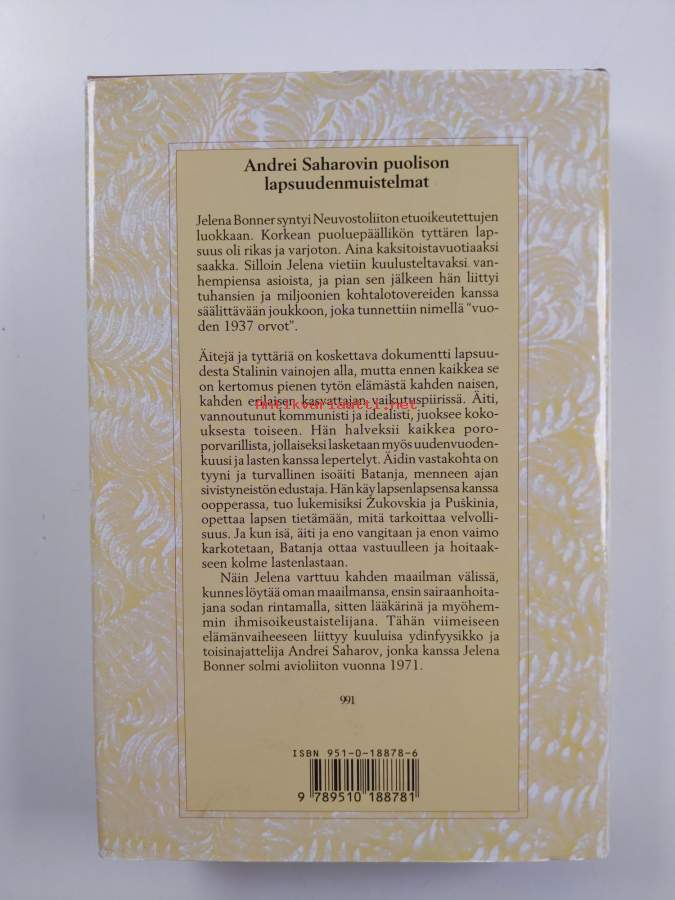 Andrei Saharovin puolison
lapsuudenmuistelmat
Jelena Bonner syntyi Neuvostoliiton etuoikeutettujen
luokkaan. Korkean puoluepäällikön tyttären lap-
suus oli rikas ja varjoton. Aina kaksitoistavuotiaaksi
saakka. Silloin Jelena vietiin kuulusteltavaksi van-
hempiensa asioista, ja pian sen jälkeen hän liittyi
tuhansien ja miljoonien kohtalotovereiden kanssa
säälittävään joukkoon, joka tunnettiin nimellä "vuo-
den 1937 orvot".
Äitejä ja tyttäriä on koskettava dokumentti lapsuu-
desta Stalinin vainojen alla, mutta ennen kaikkea se
on kertomus pienen tytön elämästä kahden naisen,
kahden erilaisen kasvattajan vaikutuspiirissä. Äiti,
Antikvariaatti.net
vannoutunut kommunisti ja idealisti, juoksee koko-
uksesta toiseen. Hän halveksii kaikkea poro-
porvarillista, jollaiseksi lasketaan myös uudenvuoden-
kuusi ja lasten kanssa lepertelyt. Äidin vastakohta on
tyyni ja turvallinen isoäiti Batanja, menneen ajan
sivistyneistön edustaja. Hän käy lapsenlapsensa kanssa
oopperassa, tuo lukemisiksi Žukovskia ja Puškinia,
opettaa lapsen tietämään, mitä tarkoittaa velvolli-
suus. Ja kun isä, äiti ja eno vangitaan ja enon vaimo
karkotetaan, Batanja ottaa vastuulleen ja hoitaak-
seen kolme lastenlastaan.
Näin Jelena varttuu kahden maailman välissä,
kunnes löytää oman maailmansa, ensin sairaanhoita-
jana sodan rintamalla, sitten lääkärinä ja myöhem-
min ihmisoikeustaistelijana. Tähän viimeiseen
elämänvaiheeseen liittyy kuuluisa ydinfyysikko ja
toisinajattelija Andrei Saharov, jonka kanssa Jelena
Bonner solmi avioliiton vuonna 1971.
991
ISBN 951-0-18878-6
9 789510 188781